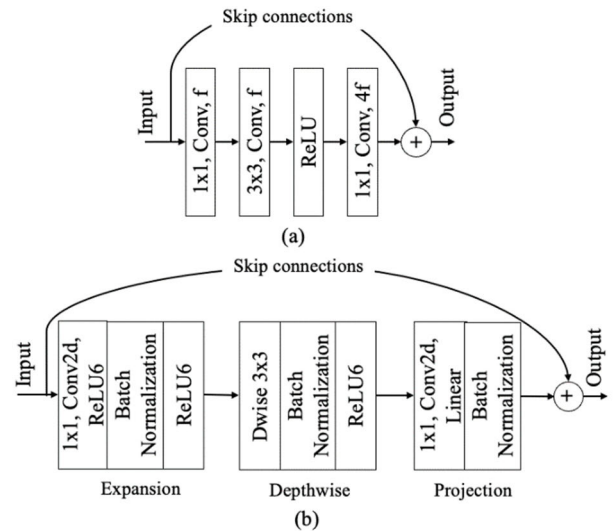 Skip connections
Input
1x1, Conv, f
3x3, Conv, f
ReLU
1x1, Conv, 4f
+
Output
(a)
Skip connections
Input
1x1, Conv2d,
ReLU6
Batch
Normalization
ReLU6
Dwise 3x3
Batch
Normalization
ReLU6
1x1, Conv2d,
Linear
Batch
Normalization
+
Output
Expansion
Depthwise
Projection
(b)